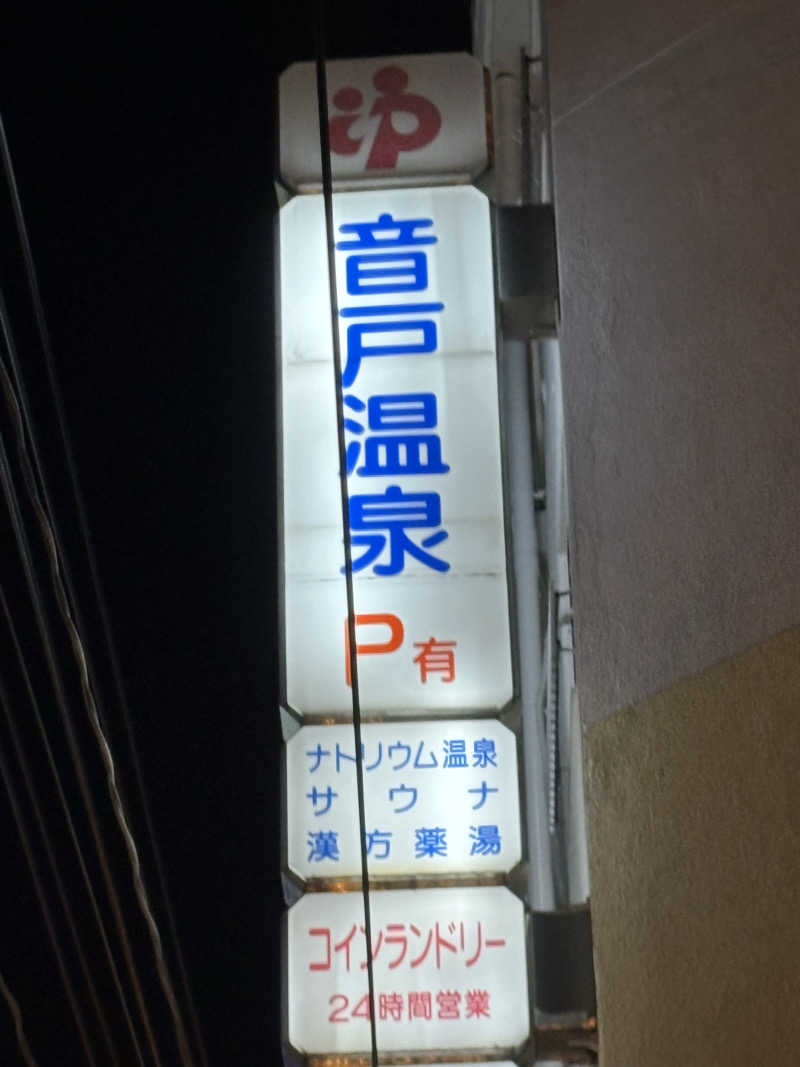 音戸温泉
P有
ナトリウム温泉
サウナ
漢方薬湯
コインランドリー
24時間営業